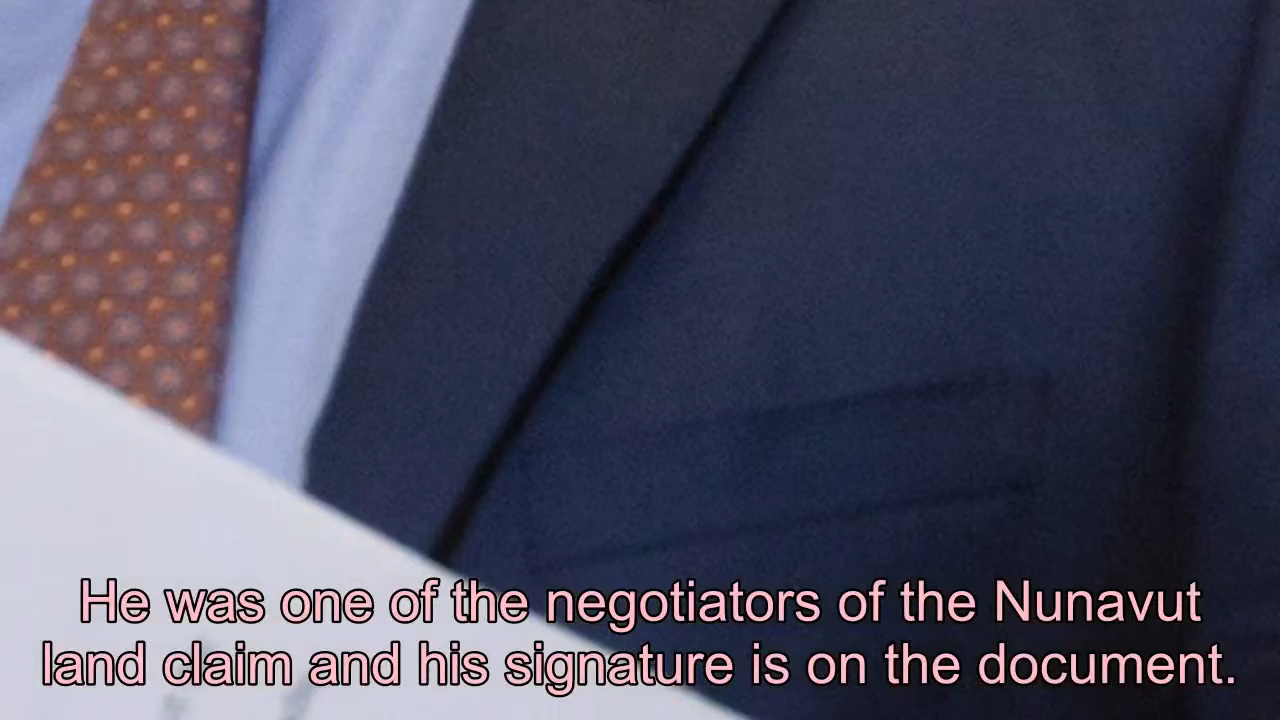 He was one of the negotiators of the Nunavut
land claim and his signature is on the document.